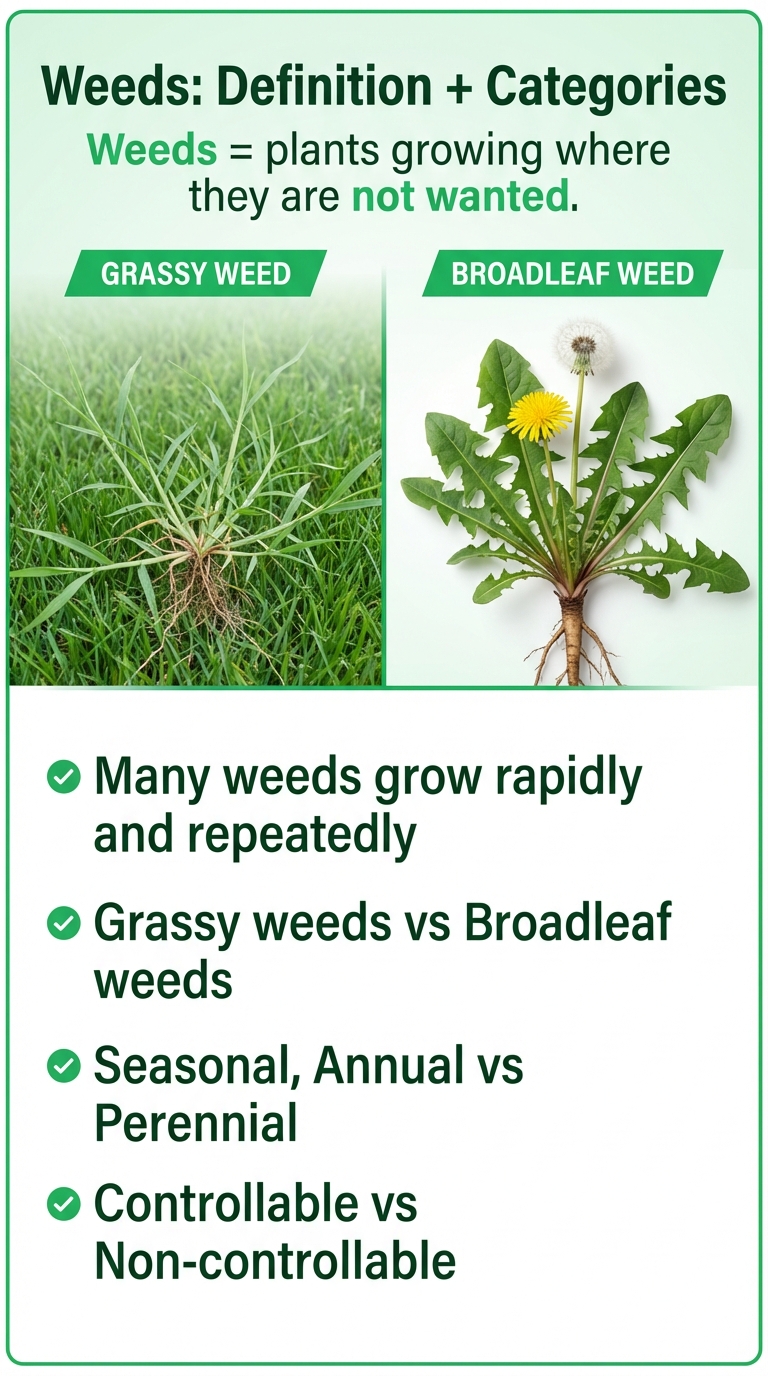 Weeds: Definition + Categories
Weeds = plants growing where
they are not wanted.
GRASSY WEED
BROADLEAF WEED
Many weeds grow rapidly
and repeatedly
Grassy weeds vs Broadleaf
weeds
Seasonal, Annual vs
Perennial
Controllable vs
Non-controllable